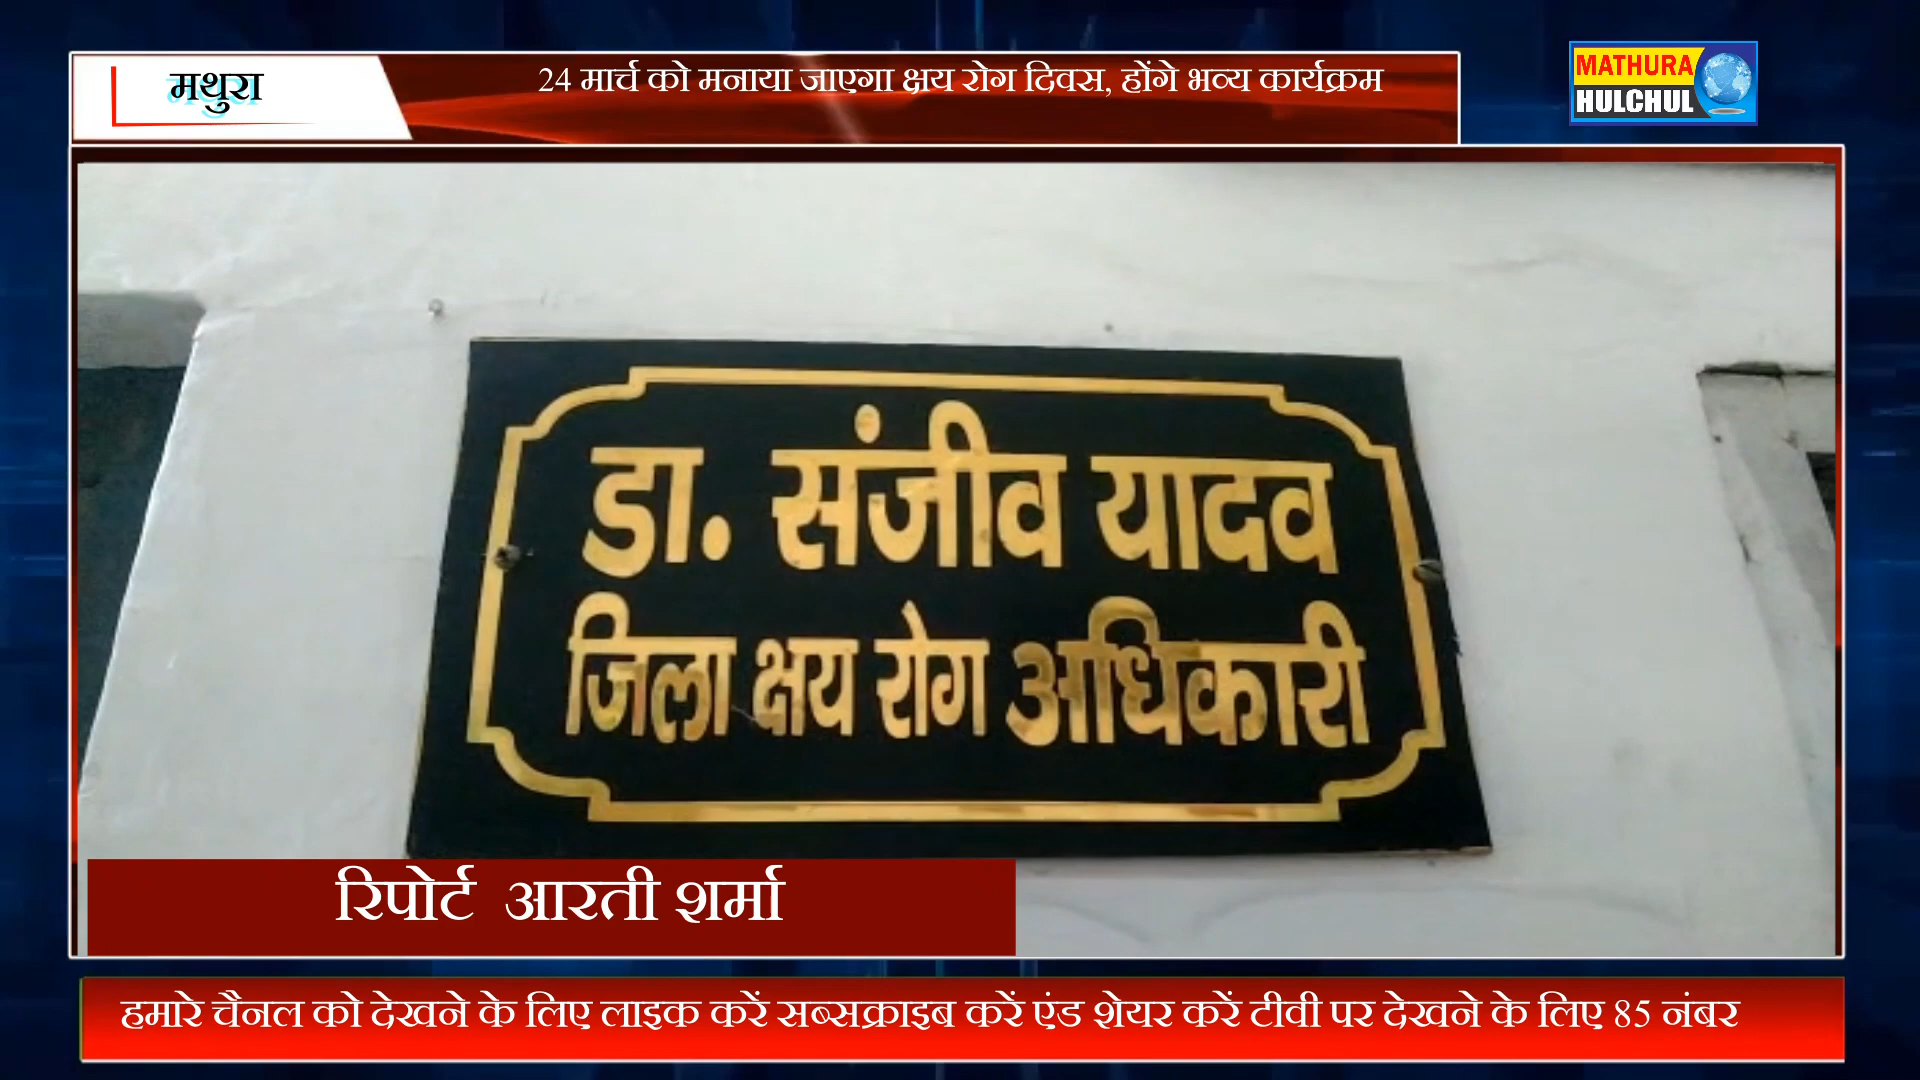 मथुरा
24 मार्च को मनाया जाएगा क्षय रोग दिवस, होंगे भव्य कार्यक्रम
MATHURA
HULCHUL
डा. संजीव यादव
जिला क्षय रोग अधिकारी
रिपोर्ट आरती शर्मा
हमारे चैनल को देखने के लिए लाइक करें सब्सक्राइब करें एंड शेयर करें टीवी पर देखने के लिए 85 नंबर